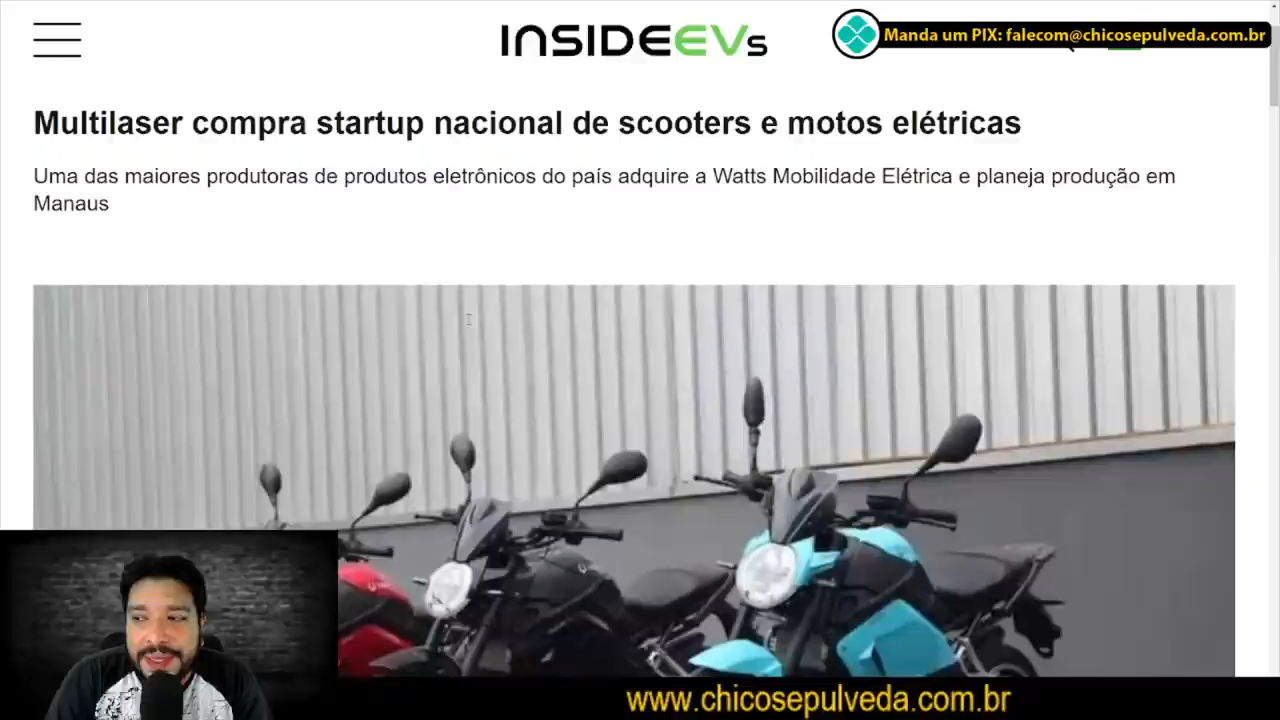 INSIDEEVs
Manda um PIX: falecom@chicosepulveda.com.br
Multilaser compra startup nacional de scooters e motos elétricas
Uma das maiores produtoras de produtos eletrônicos do país adquire a Watts Mobilidade Elétrica e planeja produção em
Manaus
www.chicosepulveda.com.br